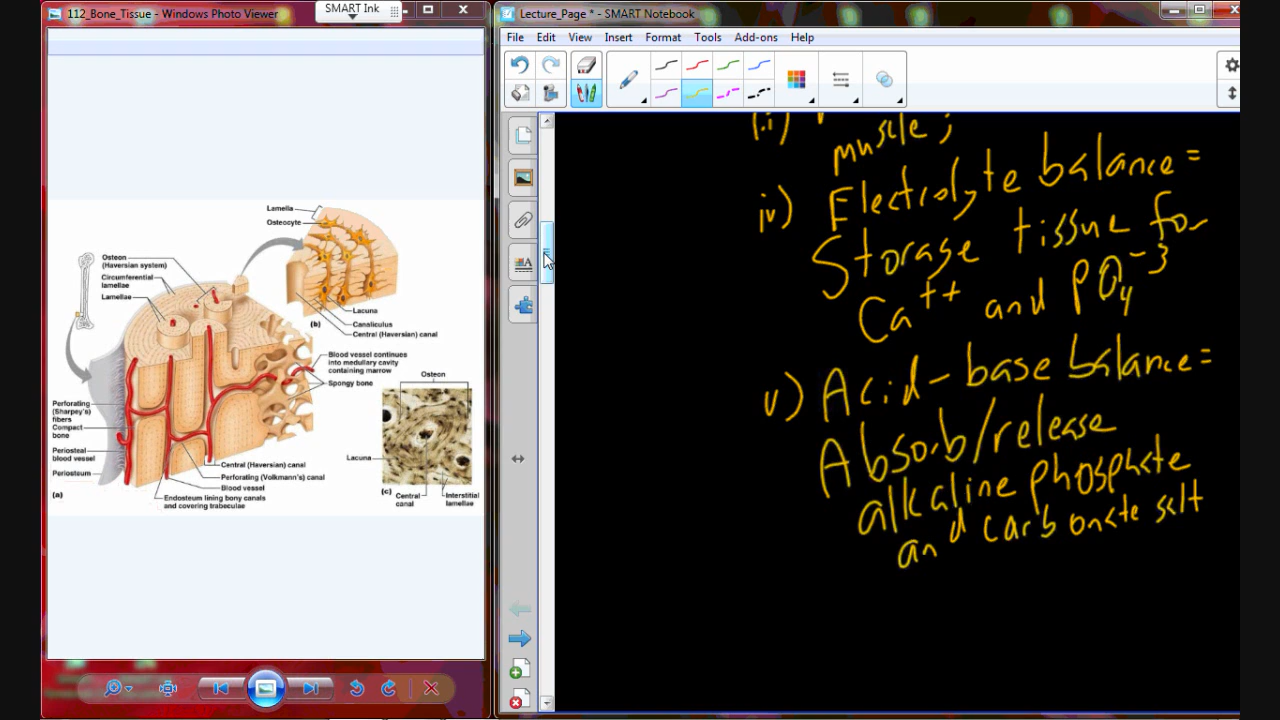 112_Bone_Tissue - Windows Photo Viewer
SMART Ink
Lecture_Page * - SMART Notebook
File Edit View Insert Format Tools Add-ons Help
Lamella
Osteocyte
Osteon
(Haversian system)
Circumferential
lamellae
Lamellae
Lacuna
Canaliculus
Central (Haversian) canal
(b)
Blood vessel continues
into medullary cavity
containing marrow
Spongy bone
Perforating
(Sharpey's)
fibers
Compact
bone
Periosteal
blood vessel
Periosteum
(a)
Central (Haversian) canal
Perforating (Volkmann's) canal
Blood vessel
Endosteum lining bony canals
and covering trabeculae
Osteon
Lacuna
(c)
Central
canal
Interstitial
lamellae
muscle;
iv) Electrolyte balance =
Storage tissue for
Ca++ and PO4-3
v) Acid-base balance =
Absorb/release
alkaline phosphate
and carbonate salt